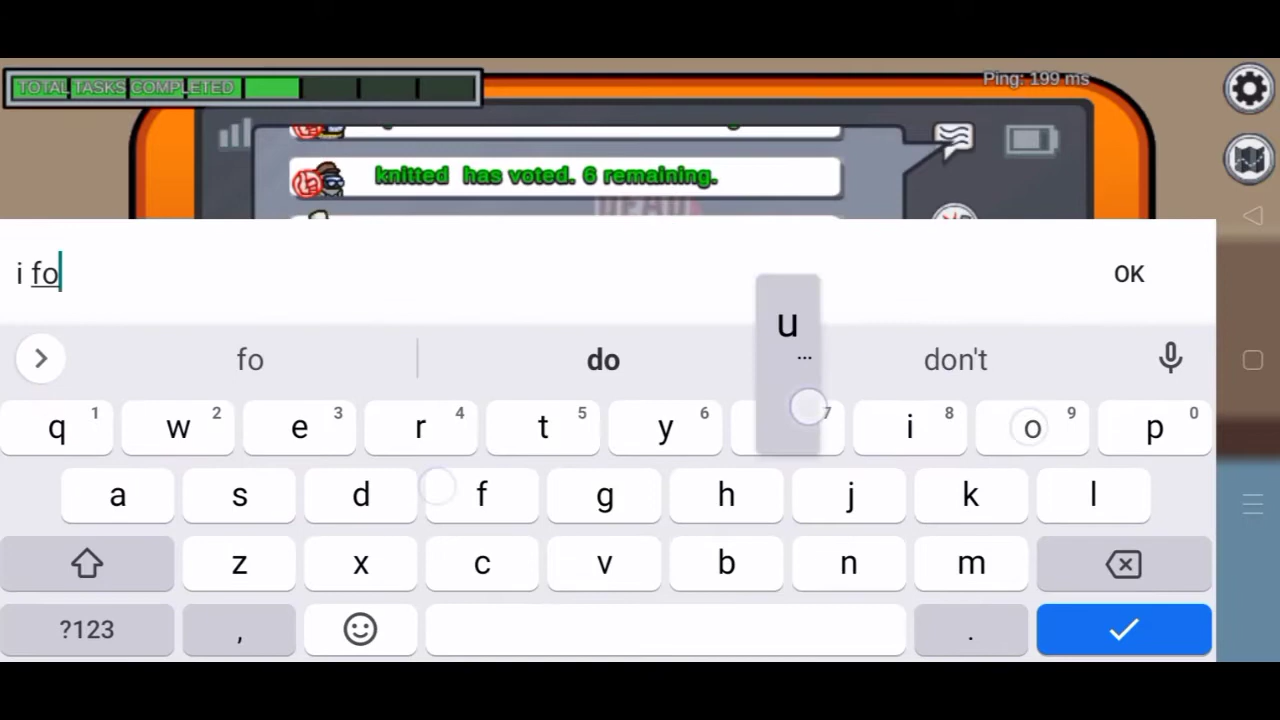 TOTAL TASKS COMPLETED
Ping: 199 ms
knitted has voted. 6 remaining.
DEAD
i fo
OK
u
...
fo
do
don't
q 1 w 2 e 3 r 4 t 5 y 6 7 i 8 o 9 p 0
a s d f g h j k l
z x c v b n m
?123 , .